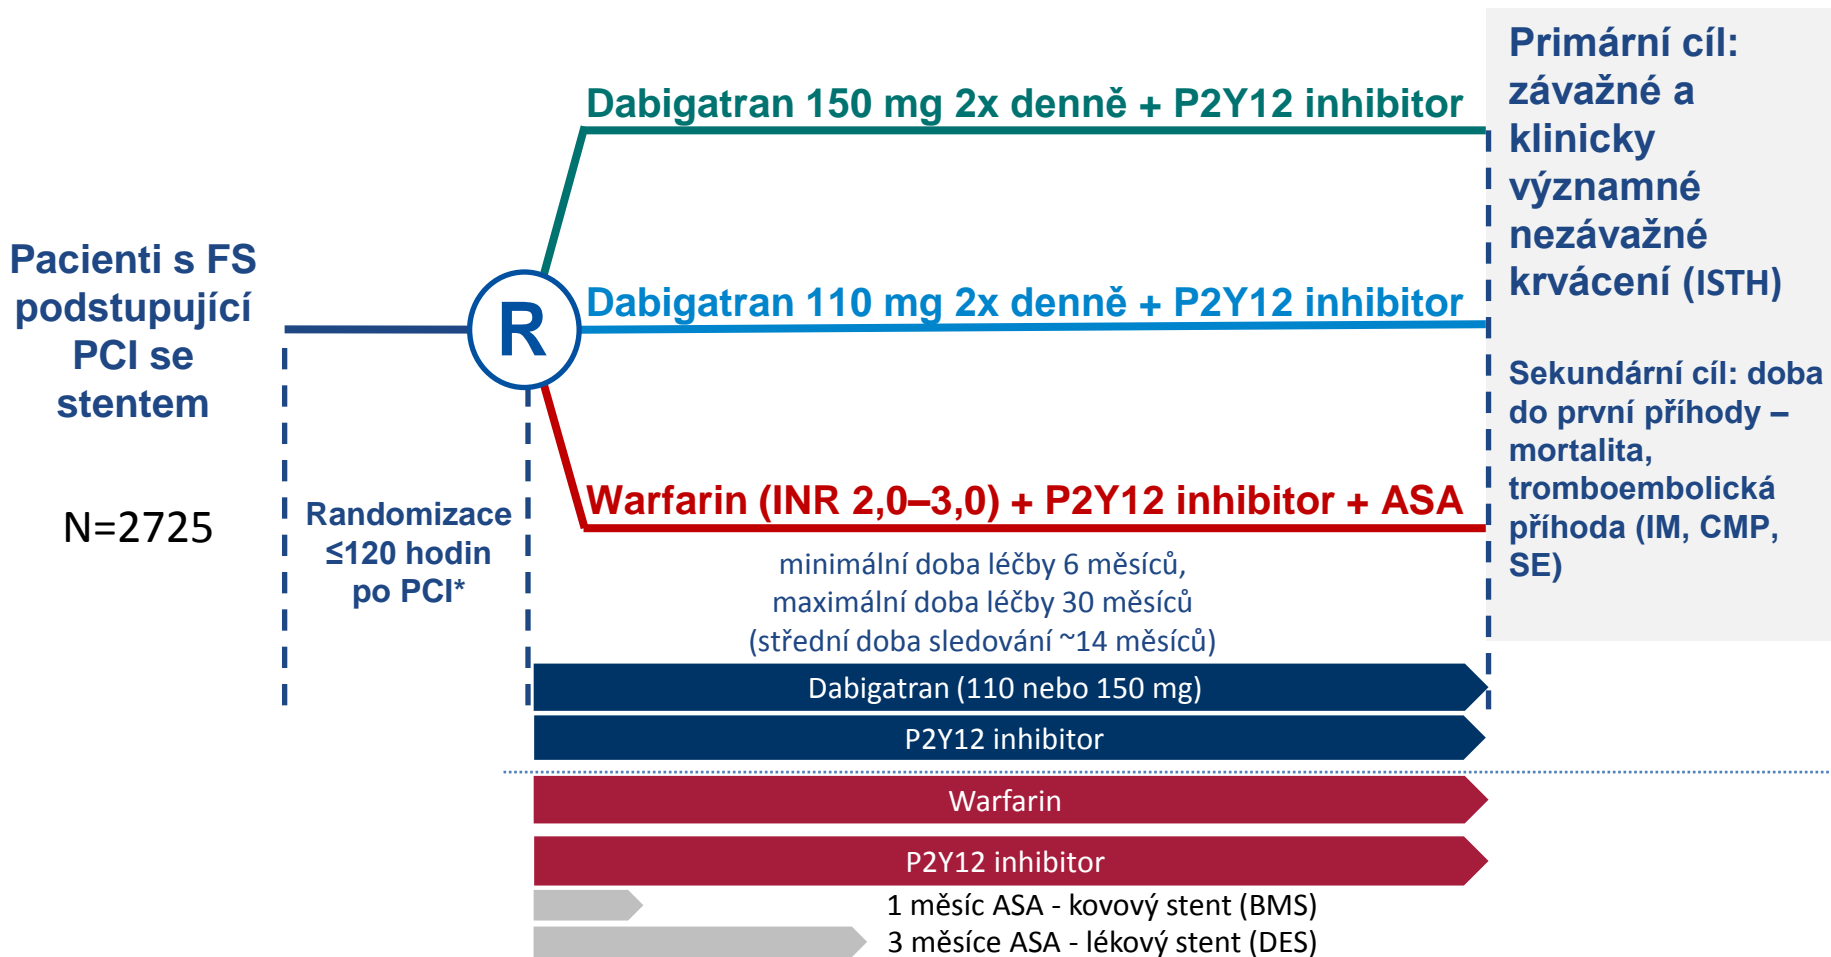 Pacienti s FS
podstupující
PCI se
stentem
N=2725
Randomizace
≤120 hodin
po PCI*
R
Dabigatran 150 mg 2x denně + P2Y12 inhibitor
Dabigatran 110 mg 2x denně + P2Y12 inhibitor
Warfarin (INR 2,0–3,0) + P2Y12 inhibitor + ASA
minimální doba léčby 6 měsíců,
maximální doba léčby 30 měsíců
(střední doba sledování ~14 měsíců)
Dabigatran (110 nebo 150 mg)
P2Y12 inhibitor
Warfarin
P2Y12 inhibitor
1 měsíc ASA - kovový stent (BMS)
3 měsíce ASA - lékový stent (DES)
Primární cíl:
závažné a
klinicky
významné
nezávažné
krvácení (ISTH)
Sekundární cíl: doba
do první příhody –
mortalita,
tromboembolická
příhoda (IM, CMP,
SE)